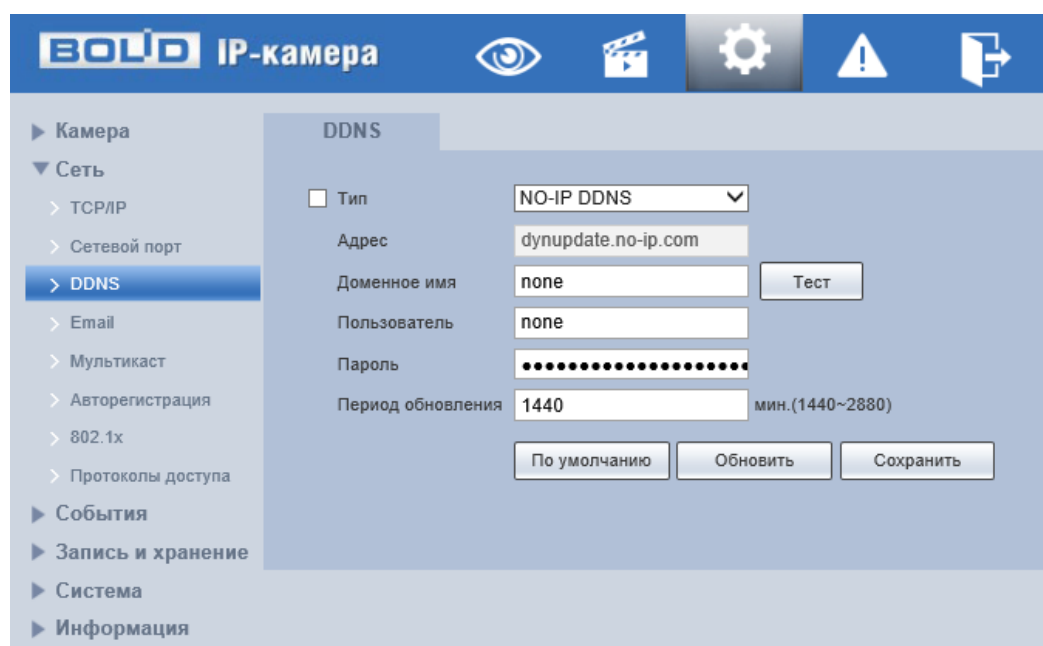 BOLID IP-камера
Камера
Сеть
TCP/IP
Сетевой порт
DDNS
Email
Мультикаст
Авторегистрация
802.1x
Протоколы доступа
События
Запись и хранение
Система
Информация
DDNS
Тип NO-IP DDNS
Адрес dynupdate.no-ip.com
Доменное имя none Тест
Пользователь none
Пароль
Период обновления 1440 мин.(1440~2880)
По умолчанию Обновить Сохранить